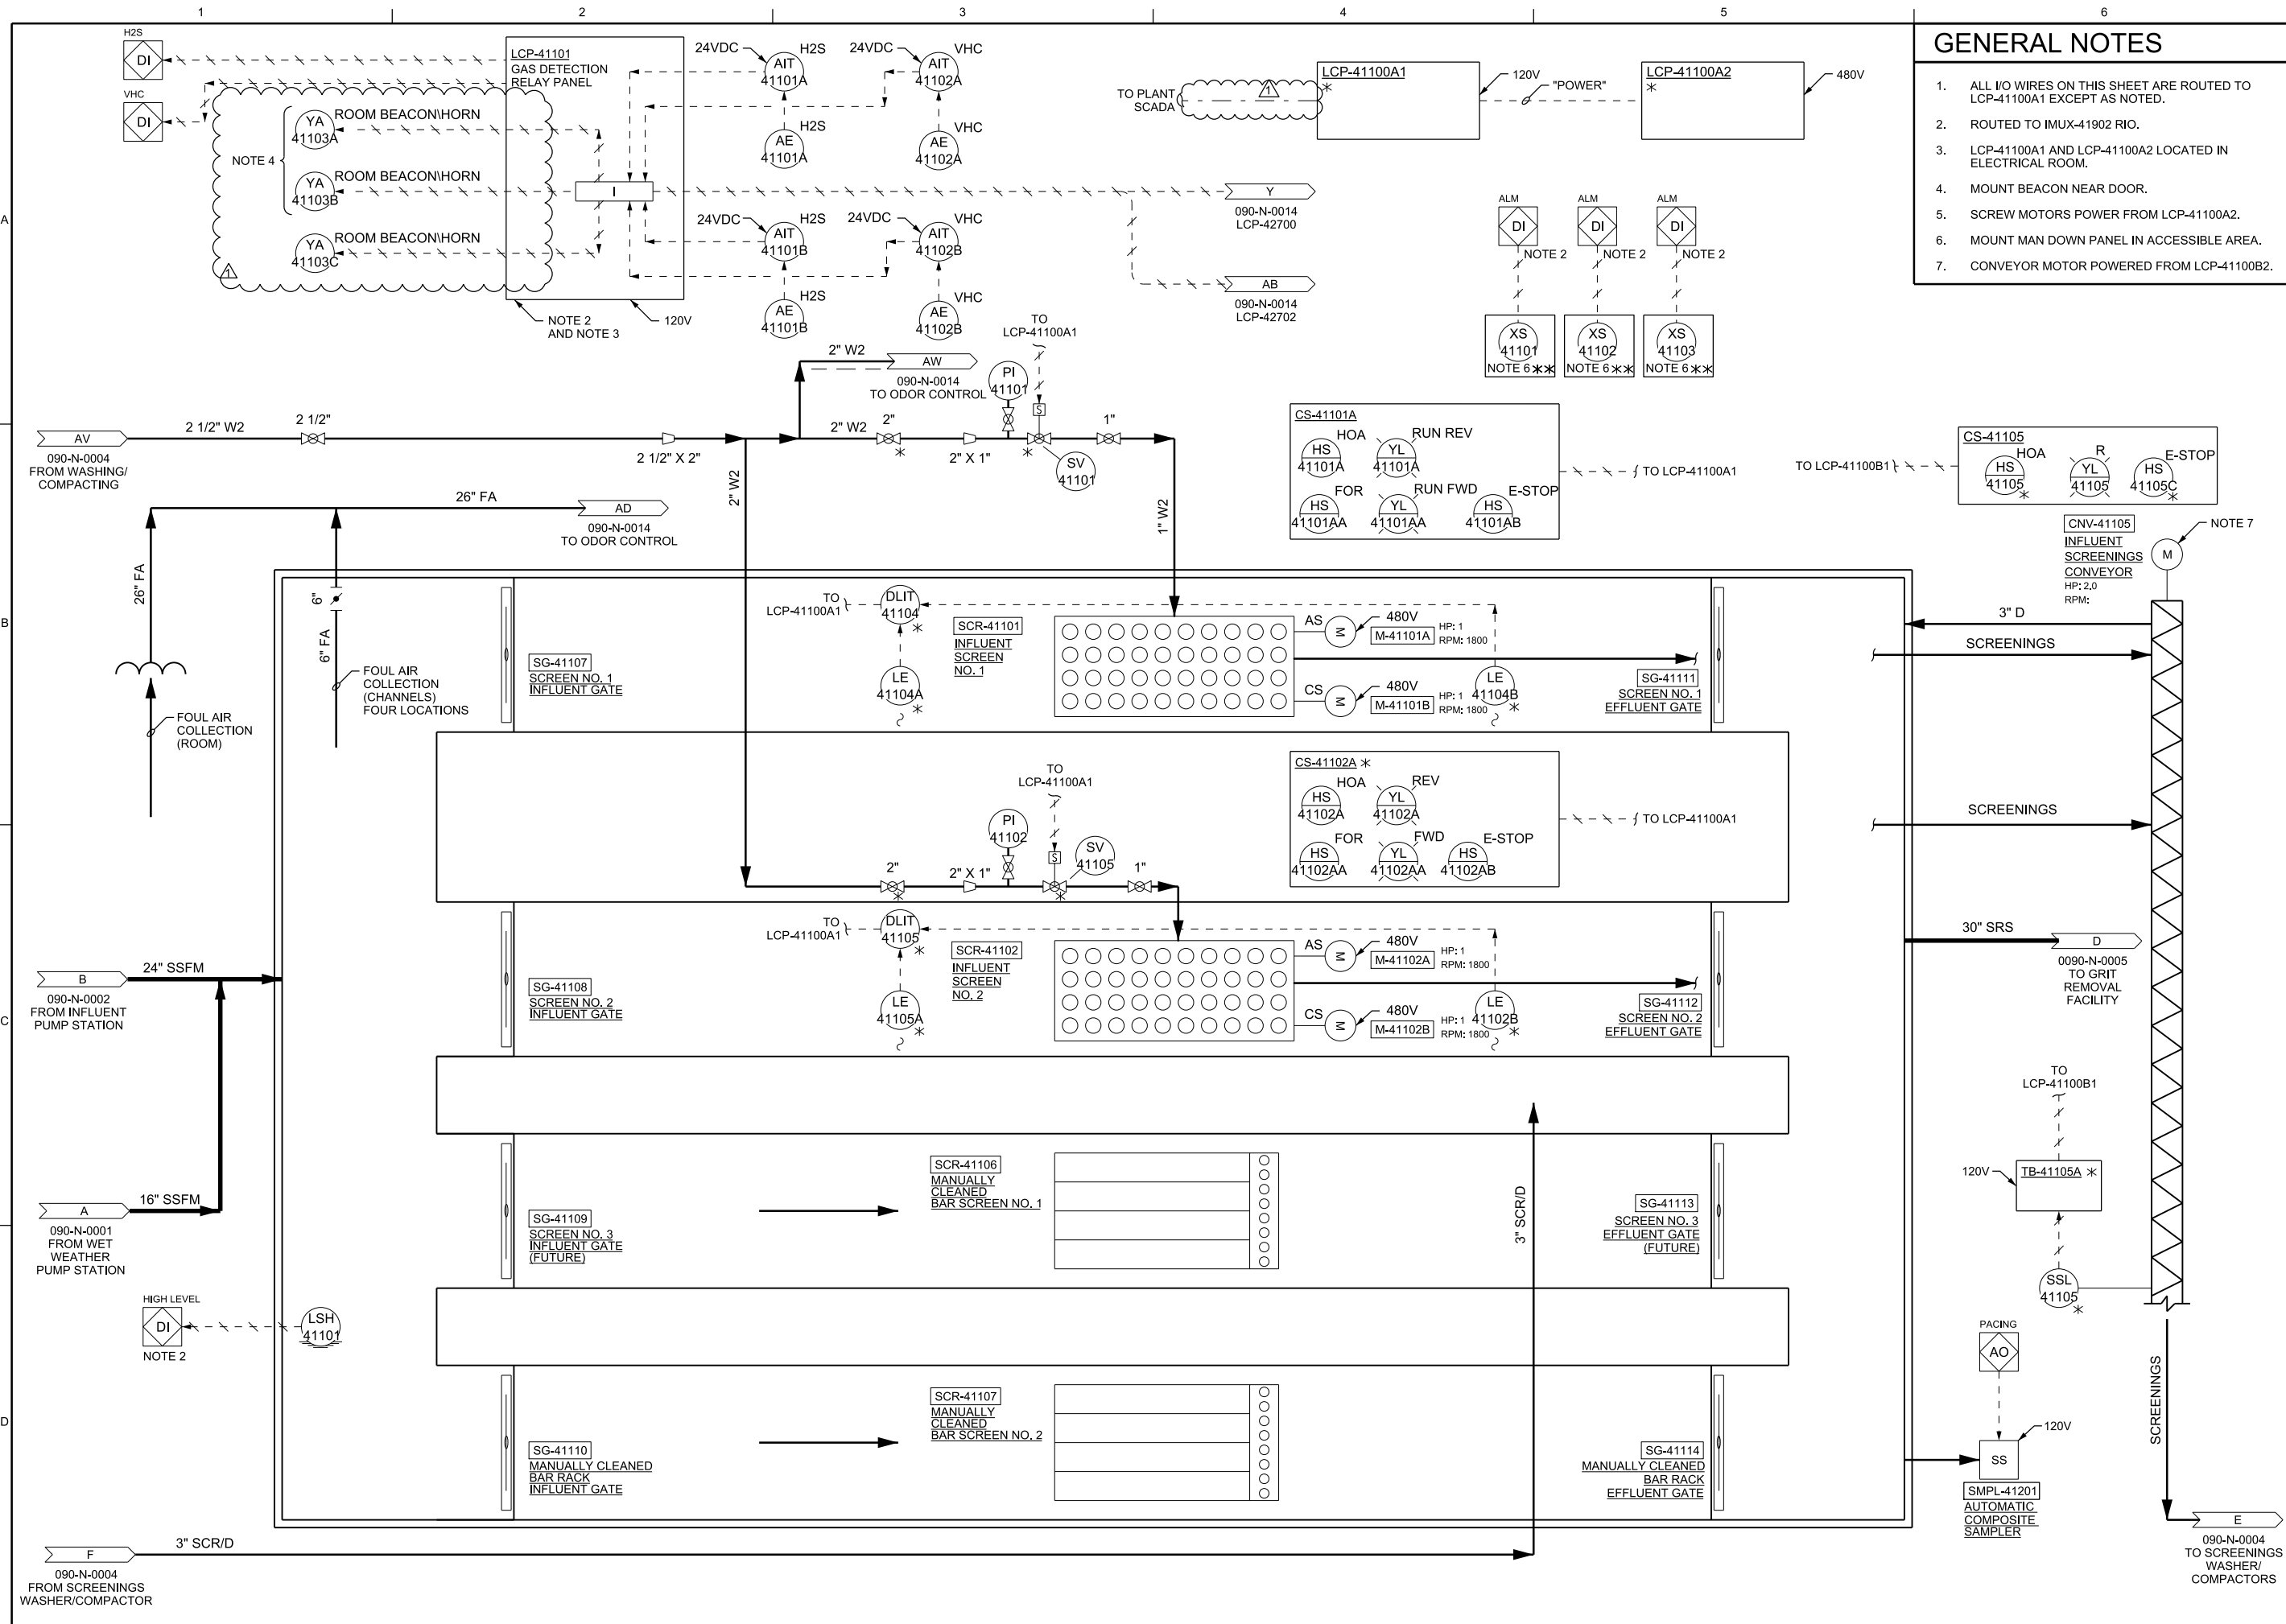 1
2
3
4
5
6
A
B
C
D
GENERAL NOTES
1. ALL I/O WIRES ON THIS SHEET ARE ROUTED TO
LCP-41100A1 EXCEPT AS NOTED.
2. ROUTED TO IMUX-41902 RIO.
3. LCP-41100A1 AND LCP-41100A2 LOCATED IN
ELECTRICAL ROOM.
4. MOUNT BEACON NEAR DOOR.
5. SCREW MOTORS POWER FROM LCP-41100A2.
6. MOUNT MAN DOWN PANEL IN ACCESSIBLE AREA.
7. CONVEYOR MOTOR POWERED FROM LCP-41100B2.
H2S
DI
VHC
DI
LCP-41101
GAS DETECTION
RELAY PANEL
NOTE 4
YA
41103A
ROOM BEACON\HORN
YA
41103B
ROOM BEACON\HORN
YA
41103C
ROOM BEACON\HORN
1
I
NOTE 2
AND NOTE 3
120V
24VDC
AIT
41101A
H2S
AE
41101A
H2S
24VDC
AIT
41102A
VHC
AE
41102A
VHC
24VDC
AIT
41101B
H2S
AE
41101B
H2S
24VDC
AIT
41102B
VHC
AE
41102B
VHC
Y
090-N-0014
LCP-42700
AB
090-N-0014
LCP-42702
TO PLANT
SCADA
1
LCP-41100A1
*
120V
"POWER"
LCP-41100A2
*
480V
ALM
DI
NOTE 2
XS
41101
NOTE 6 **
ALM
DI
NOTE 2
XS
41102
NOTE 6 **
ALM
DI
NOTE 2
XS
41103
NOTE 6 **
AV
090-N-0004
FROM WASHING/
COMPACTING
2 1/2" W2
2 1/2"
2 1/2" X 2"
2" W2
AW
090-N-0014
TO ODOR CONTROL
2" W2
2"
*
2" X 1"
PI
41101
TO
LCP-41100A1
S
*
SV
41101
1"
1" W2
2" W2
CS-41101A
HS
41101A
HOA
YL
41101A
RUN REV
HS
41101AA
FOR
YL
41101AA
RUN FWD
HS
41101AB
E-STOP
TO LCP-41100A1
TO LCP-41100B1
CS-41105
HS
41105
HOA
*
YL
41105
R
HS
41105C
E-STOP
*
CNV-41105
INFLUENT
SCREENINGS
CONVEYOR
HP: 2.0
RPM:
M
NOTE 7
26" FA
AD
090-N-0014
TO ODOR CONTROL
26" FA
6"
6" FA
FOUL AIR
COLLECTION
(CHANNELS)
FOUR LOCATIONS
FOUL AIR
COLLECTION
(ROOM)
SG-41107
SCREEN NO. 1
INFLUENT GATE
TO
LCP-41100A1
DLIT
41104
*
LE
41104A
*
SCR-41101
INFLUENT
SCREEN
NO. 1
AS
M
480V
M-41101A
HP: 1
RPM: 1800
CS
M
480V
M-41101B
HP: 1
RPM: 1800
LE
41104B
*
SG-41111
SCREEN NO. 1
EFFLUENT GATE
3" D
SCREENINGS
SCREENINGS
CS-41102A *
HS
41102A
HOA
YL
41102A
REV
HS
41102AA
FOR
YL
41102AA
FWD
HS
41102AB
E-STOP
TO LCP-41100A1
2"
*
2" X 1"
PI
41102
TO
LCP-41100A1
S
*
SV
41105
1"
B
090-N-0002
FROM INFLUENT
PUMP STATION
24" SSFM
A
090-N-0001
FROM WET
WEATHER
PUMP STATION
16" SSFM
SG-41108
SCREEN NO. 2
INFLUENT GATE
TO
LCP-41100A1
DLIT
41105
*
LE
41105A
*
SCR-41102
INFLUENT
SCREEN
NO. 2
AS
M
480V
M-41102A
HP: 1
RPM: 1800
CS
M
480V
M-41102B
HP: 1
RPM: 1800
LE
41102B
*
SG-41112
SCREEN NO. 2
EFFLUENT GATE
30" SRS
D
0090-N-0005
TO GRIT
REMOVAL
FACILITY
SG-41109
SCREEN NO. 3
INFLUENT GATE
(FUTURE)
SCR-41106
MANUALLY
CLEANED
BAR SCREEN NO. 1
3" SCR/D
SG-41113
SCREEN NO. 3
EFFLUENT GATE
(FUTURE)
TO
LCP-41100B1
120V
TB-41105A *
SSL
41105
*
HIGH LEVEL
DI
NOTE 2
LSH
41101
SG-41110
MANUALLY CLEANED
BAR RACK
INFLUENT GATE
SCR-41107
MANUALLY
CLEANED
BAR SCREEN NO. 2
SG-41114
MANUALLY CLEANED
BAR RACK
EFFLUENT GATE
PACING
AO
120V
SS
SMPL-41201
AUTOMATIC
COMPOSITE
SAMPLER
SCREENINGS
E
090-N-0004
TO SCREENINGS
WASHER/
COMPACTORS
F
090-N-0004
FROM SCREENINGS
WASHER/COMPACTOR
3" SCR/D